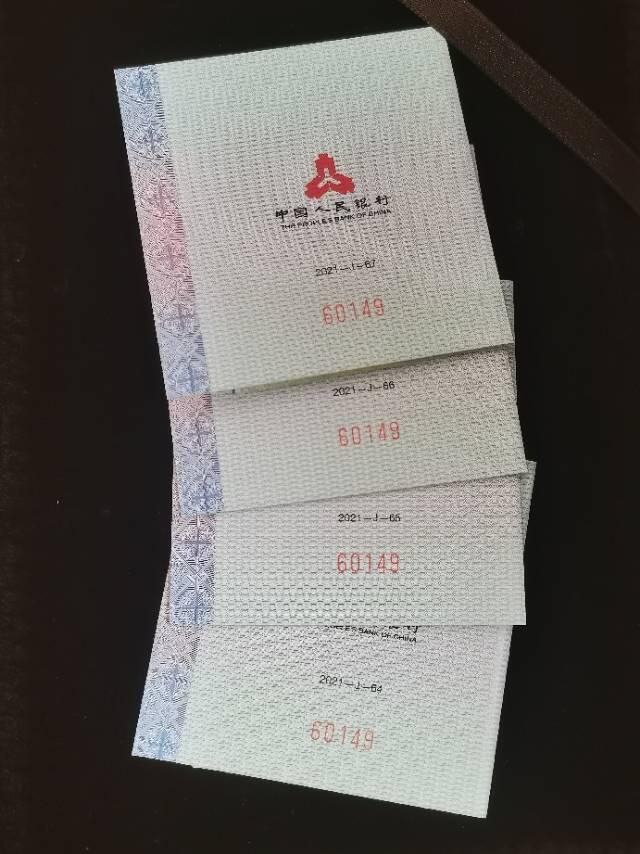 中国人民银行
THE PEOPLE'S BANK OF CHINA
2021-J-67
60149
2021-J-66
60149
2021-J-65
60149
BANK OF CHINA
2021-J-64
60149